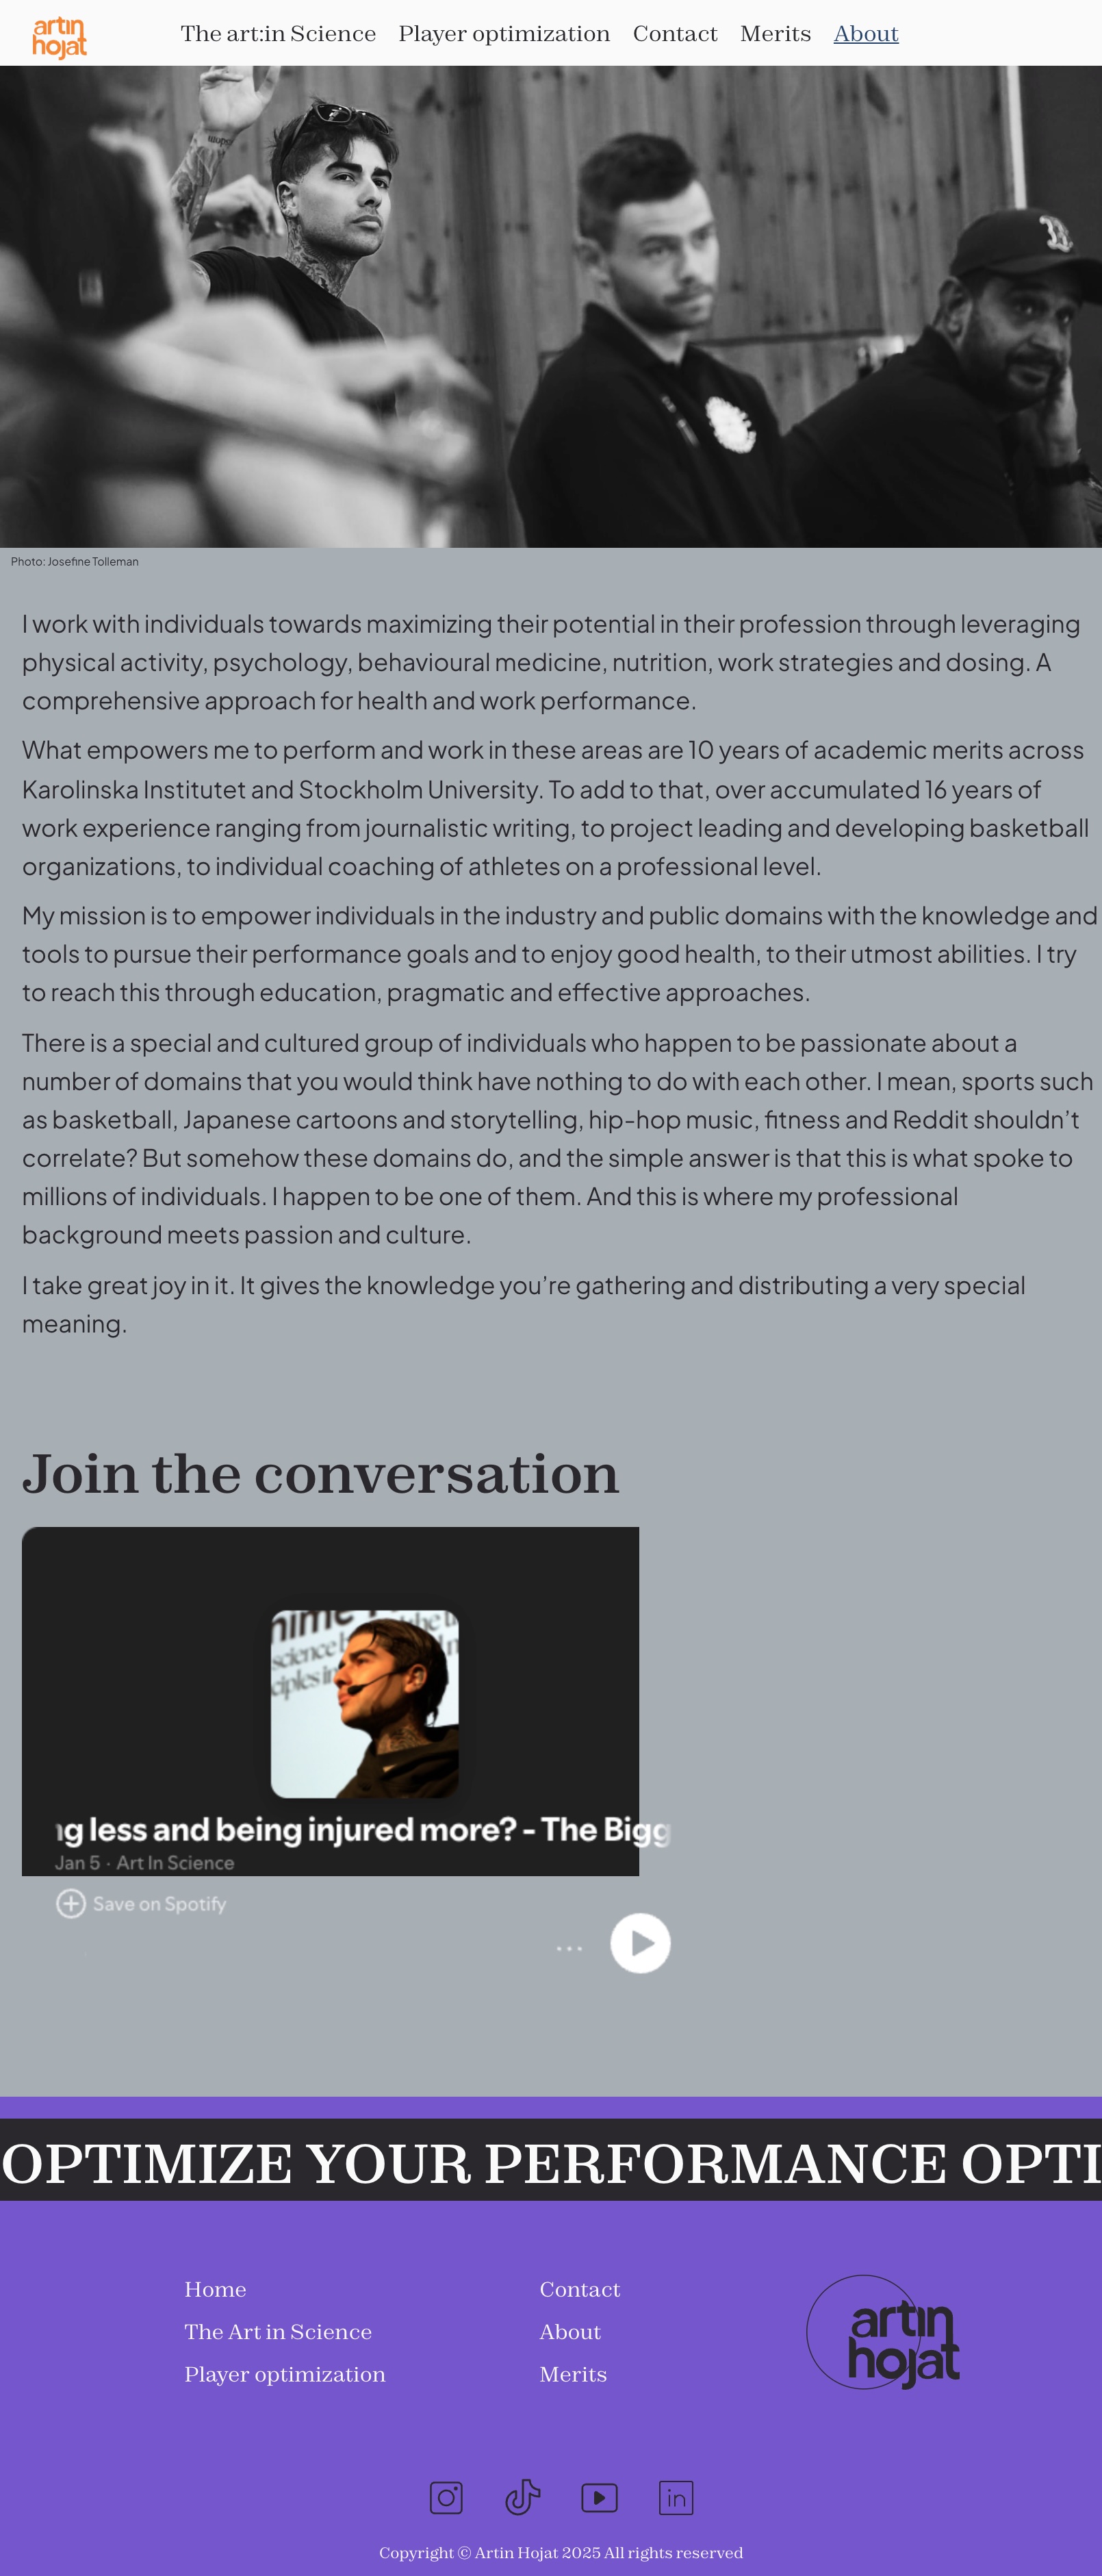 artin
hojat
The art:in Science Player optimization Contact Merits About
Photo: Josefine Tolleman
I work with individuals towards maximizing their potential in their profession through leveraging
physical activity, psychology, behavioural medicine, nutrition, work strategies and dosing. A
comprehensive approach for health and work performance.
What empowers me to perform and work in these areas are 10 years of academic merits across
Karolinska Institutet and Stockholm University. To add to that, over accumulated 16 years of
work experience ranging from journalistic writing, to project leading and developing basketball
organizations, to individual coaching of athletes on a professional level.
My mission is to empower individuals in the industry and public domains with the knowledge and
tools to pursue their performance goals and to enjoy good health, to their utmost abilities. I try
to reach this through education, pragmatic and effective approaches.
There is a special and cultured group of individuals who happen to be passionate about a
number of domains that you would think have nothing to do with each other. I mean, sports such
as basketball, Japanese cartoons and storytelling, hip-hop music, fitness and Reddit shouldn’t
correlate? But somehow these domains do, and the simple answer is that this is what spoke to
millions of individuals. I happen to be one of them. And this is where my professional
background meets passion and culture.
I take great joy in it. It gives the knowledge you’re gathering and distributing a very special
meaning.
Join the conversation
science
ng less and being injured more? - The Bigg
Jan 5 · Art In Science
Save on Spotify
OPTIMIZE YOUR PERFORMANCE OPTI
Home
The Art in Science
Player optimization
Contact
About
Merits
artin
hojat
in
Copyright © Artin Hojat 2025 All rights reserved